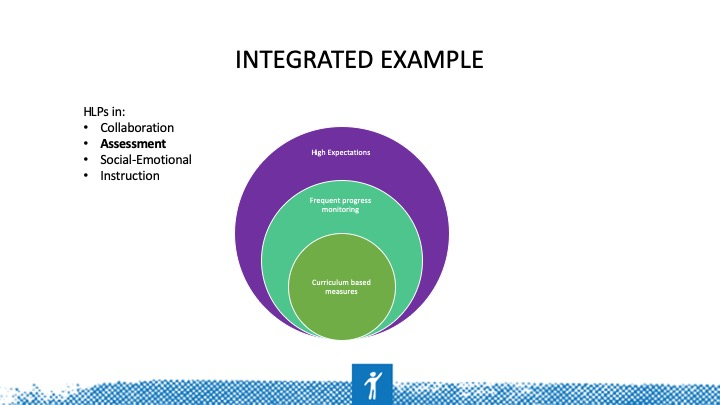 INTEGRATED EXAMPLE
HLPs in:
• Collaboration
• Assessment
• Social-Emotional
• Instruction
High Expectations
Frequent progress
monitoring
Curriculum based
measures